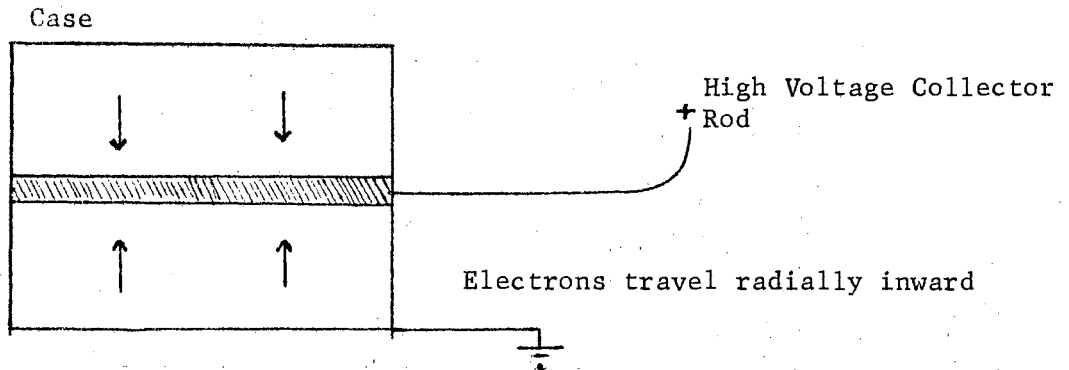 Case
High Voltage Collector
+ Rod
Electrons travel radially inward